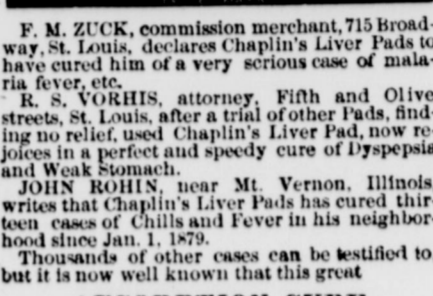 F. M. ZUCK, commission merchant, 715 Broad-
way, St. Louis, declares Chaplin's Liver Pads to
have cured him of a very serious case of mala-
ria fever, etc.
R. S. VORHIS, attorney, Fifth and Olive
streets, St. Louis, after a trial of other Pads, find-
ing no relief, used Chaplin's Liver Pad, now re-
joices in a perfect and speedy cure of Dyspepsia
and Weak Stomach.
JOHN ROHIN, near Mt. Vernon, Illinois
writes that Chaplin's Liver Pads has cured thir-
teen cases of Chills and Fever in his neighbor-
hood since Jan. 1, 1879.
Thousands of other cases can be testified to
but it is now well known that this great